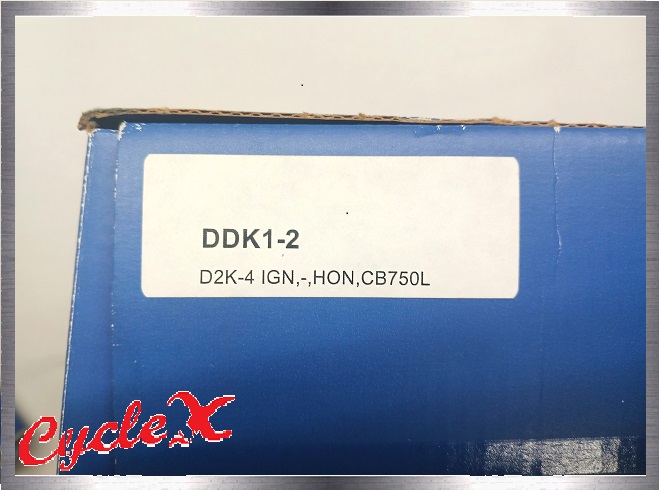 DDK1-2
D2K-4 IGN,-,HON,CB750L
CycleX